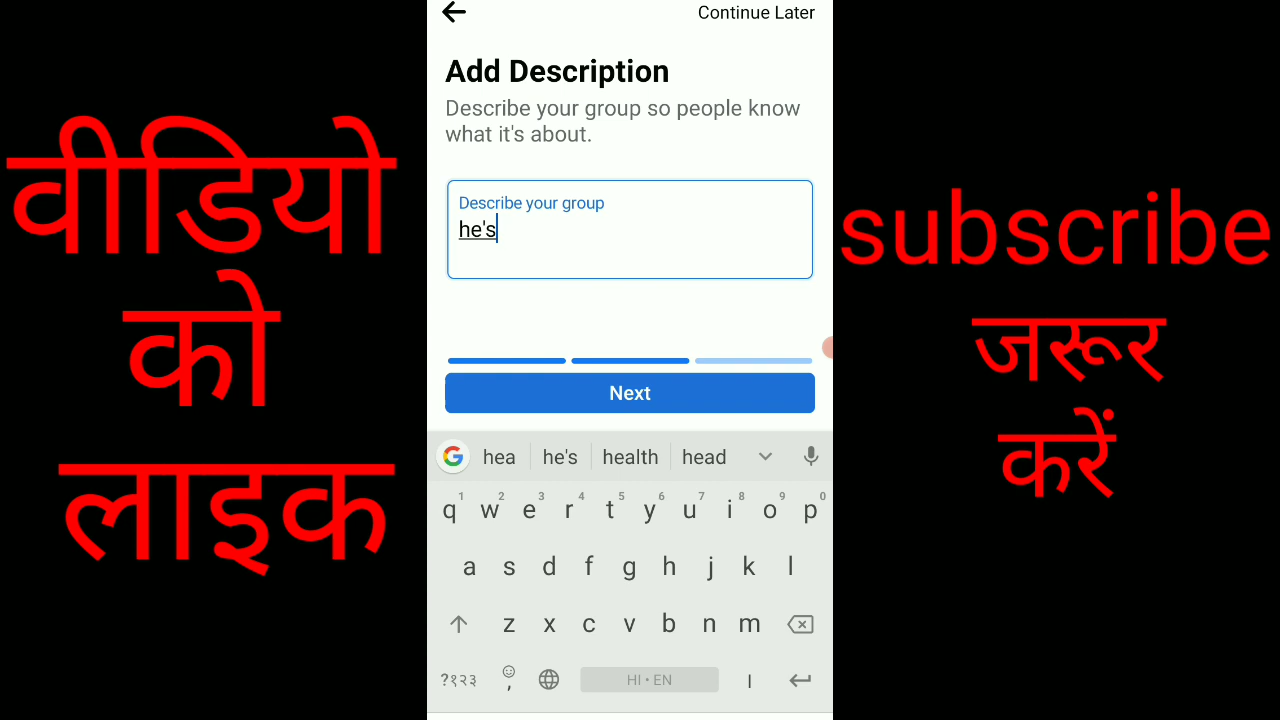 वीडियो
को
लाइक
Continue Later
Add Description
Describe your group so people know
what it's about.
Describe your group
he's
Next
G hea he's health head
1 2 3 4 5 6 7 8 9 0
q w e r t y u i o p
a s d f g h j k l
z x c v b n m
?१२३ , HI • EN ।
subscribe
जरूर
करें